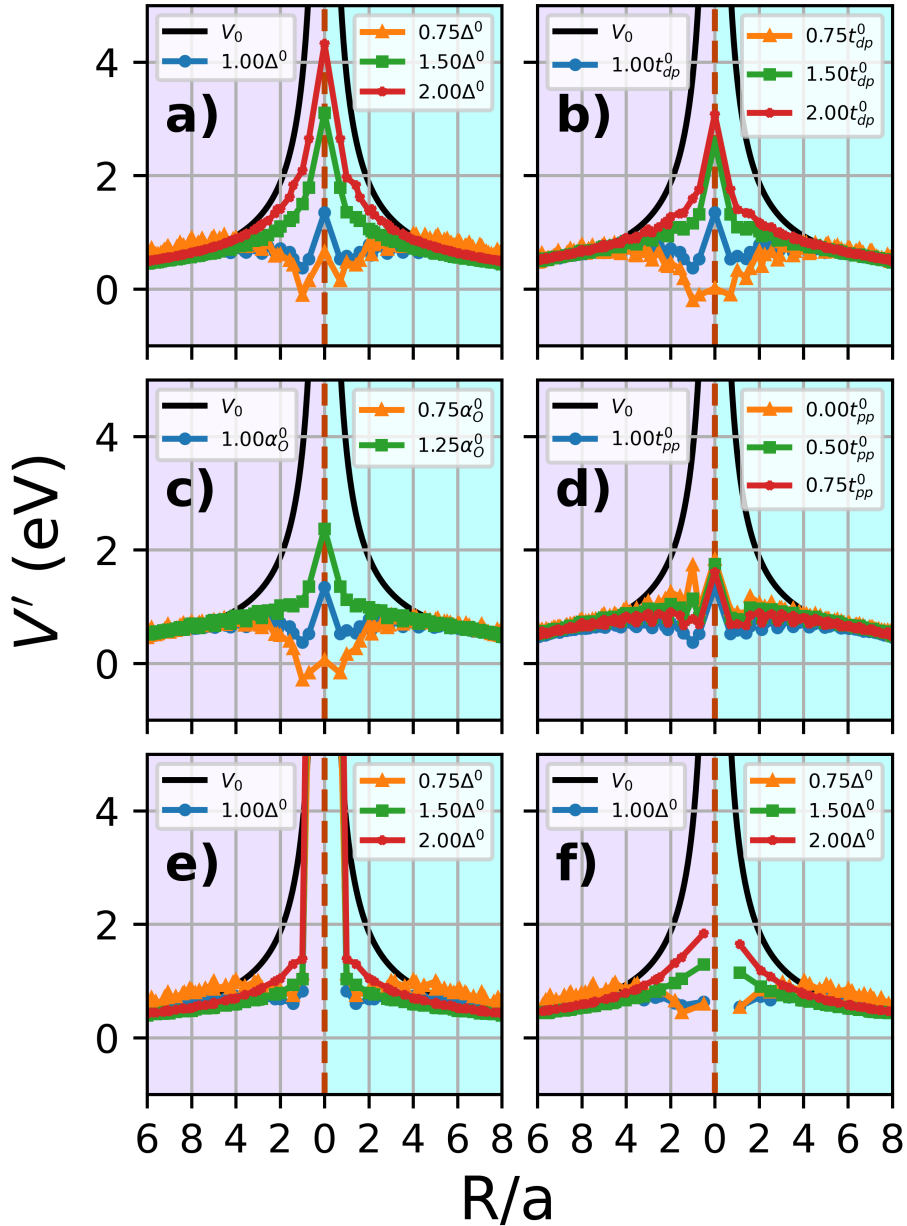 a)
V₀
1.00Δ⁰
0.75Δ⁰
1.50Δ⁰
2.00Δ⁰
b)
V₀
1.00t⁰dp
0.75t⁰dp
1.50t⁰dp
2.00t⁰dp
4
2
0
c)
V₀
1.00α⁰O
0.75α⁰O
1.25α⁰O
d)
V₀
1.00t⁰pp
0.00t⁰pp
0.50t⁰pp
0.75t⁰pp
4
2
0
V′ (eV)
e)
V₀
1.00Δ⁰
0.75Δ⁰
1.50Δ⁰
2.00Δ⁰
f)
V₀
1.00Δ⁰
0.75Δ⁰
1.50Δ⁰
2.00Δ⁰
4
2
0
8 6 4 2 0 2 4 6 8 8 6 4 2 0 2 4 6 8
R/a